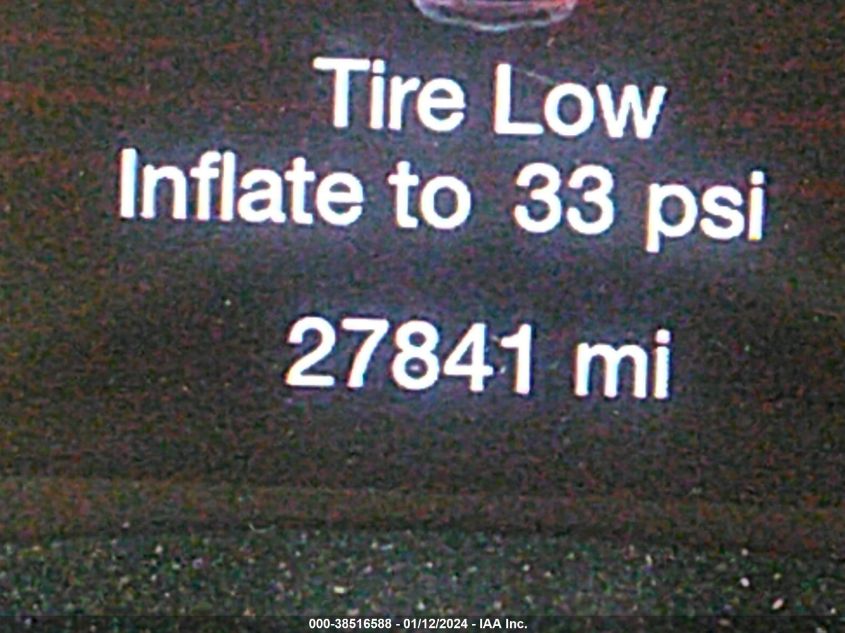 Tire Low
Inflate to 33 psi
27841 mi
000-38516588 - 01/12/2024 - IAA Inc.